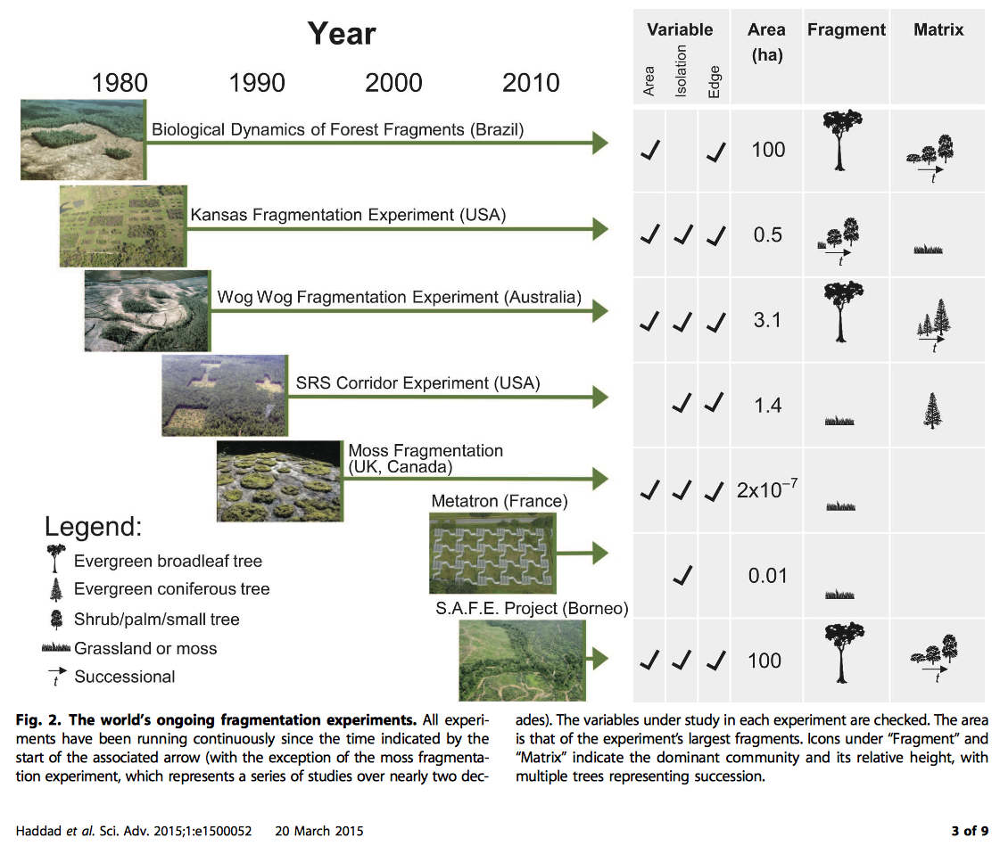 Year
1980 1990 2000 2010
Variable Area (ha) Fragment Matrix
Area Isolation Edge
Biological Dynamics of Forest Fragments (Brazil)
✓ ✓ 100
t
Kansas Fragmentation Experiment (USA)
✓ ✓ ✓ 0.5
t
Wog Wog Fragmentation Experiment (Australia)
✓ ✓ ✓ 3.1
t
SRS Corridor Experiment (USA)
✓ ✓ 1.4
Moss Fragmentation
(UK, Canada)
✓ ✓ ✓ 2x10⁻⁷
Metatron (France)
✓ 0.01
S.A.F.E. Project (Borneo)
✓ ✓ ✓ 100
t
Legend:
Evergreen broadleaf tree
Evergreen coniferous tree
Shrub/palm/small tree
Grassland or moss
t Successional
Fig. 2. The world’s ongoing fragmentation experiments. All experi-
ments have been running continuously since the time indicated by the
start of the associated arrow (with the exception of the moss fragmenta-
tion experiment, which represents a series of studies over nearly two dec-
ades). The variables under study in each experiment are checked. The area
is that of the experiment’s largest fragments. Icons under “Fragment” and
“Matrix” indicate the dominant community and its relative height, with
multiple trees representing succession.
Haddad et al. Sci. Adv. 2015;1:e1500052 20 March 2015
3 of 9